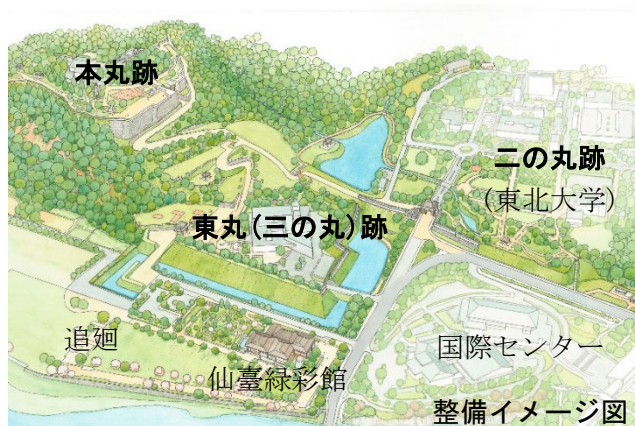 本丸跡
二の丸跡
(東北大学)
東丸(三の丸)跡
追廻
国際センター
仙臺緑彩館
整備イメージ図